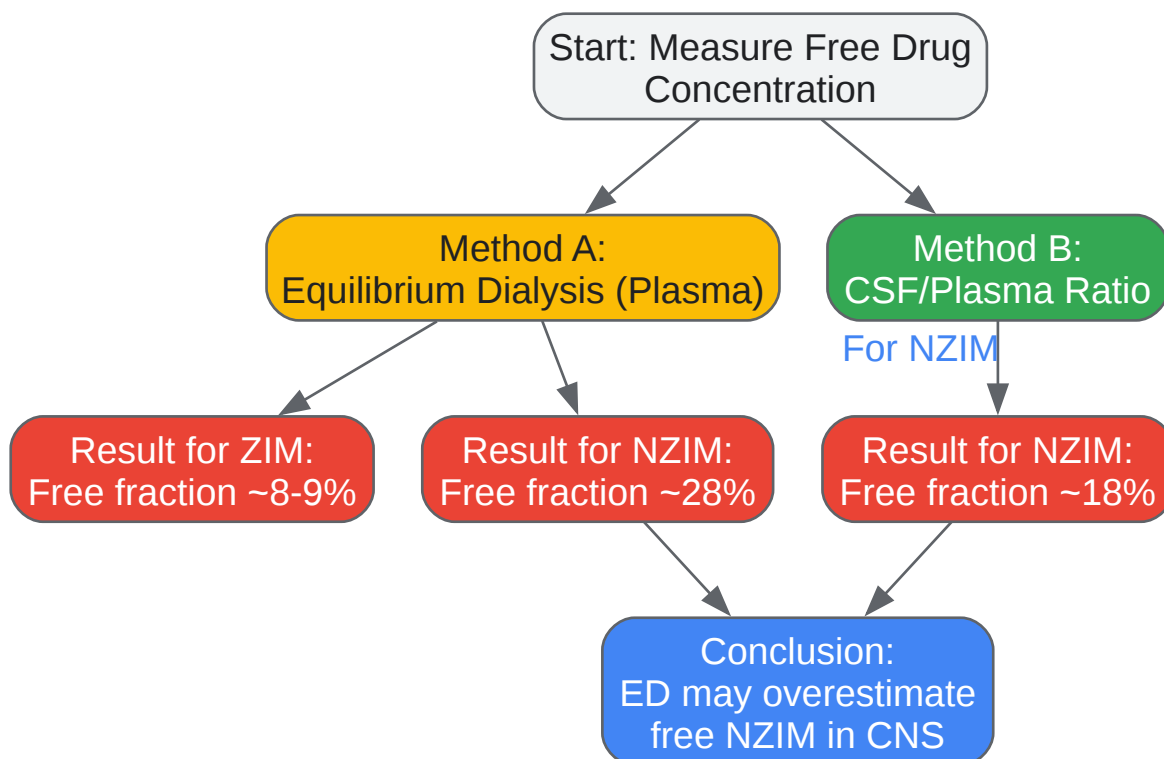 Start: Measure Free Drug
Concentration
Method A:
Equilibrium Dialysis (Plasma)
Method B:
CSF/Plasma Ratio
For NZIM
Result for ZIM:
Free fraction ~8-9%
Result for NZIM:
Free fraction ~28%
Result for NZIM:
Free fraction ~18%
Conclusion:
ED may overestimate
free NZIM in CNS